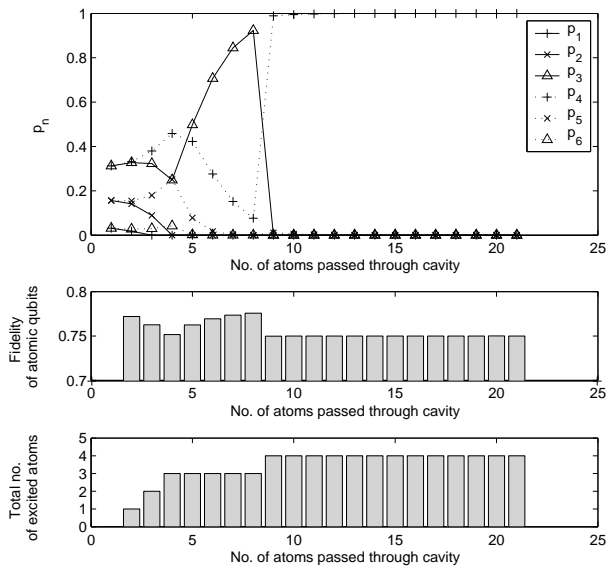 1
0.8
0.6
0.4
0.2
0
p_n
p_1
p_2
p_3
p_4
p_5
p_6
0 5 10 15 20 25
No. of atoms passed through cavity
0.8
0.75
0.7
Fidelity
of atomic qubits
0 5 10 15 20 25
No. of atoms passed through cavity
5
4
3
2
1
0
Total no.
of excited atoms
0 5 10 15 20 25
No. of atoms passed through cavity